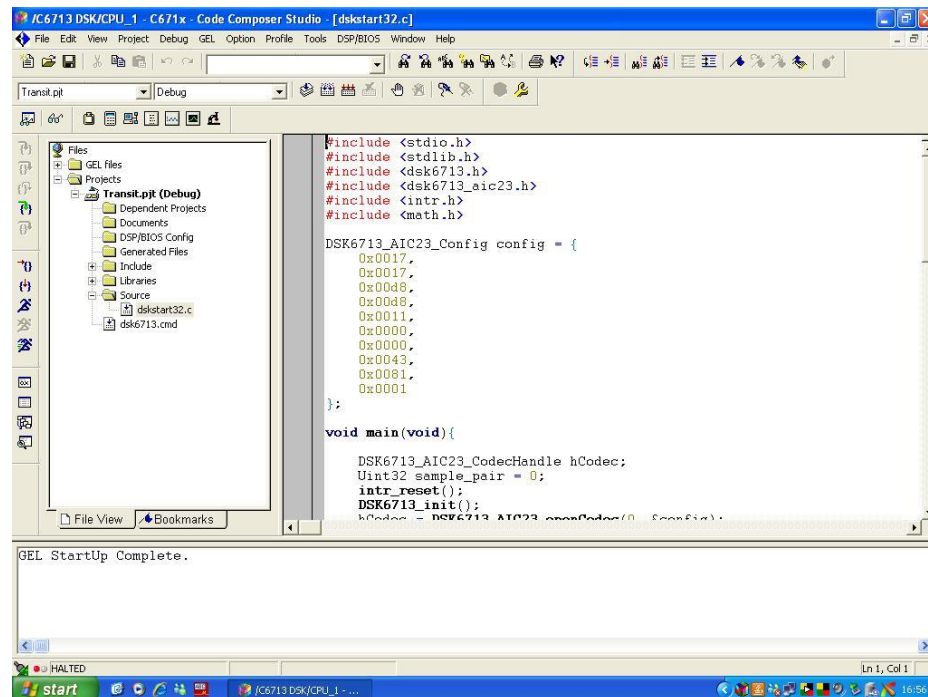 /C6713 DSK/CPU_1 - C671x - Code Composer Studio - [dskstart32.c]
File Edit View Project Debug GEL Option Profile Tools DSP/BIOS Window Help
Transit.pjt Debug
Files
GEL files
Projects
Transit.pjt (Debug)
Dependent Projects
Documents
DSP/BIOS Config
Generated Files
Include
Libraries
Source
dskstart32.c
dsk6713.cmd
File View Bookmarks
#include <stdio.h>
#include <stdlib.h>
#include <dsk6713.h>
#include <dsk6713_aic23.h>
#include <intr.h>
#include <math.h>
DSK6713_AIC23_Config config = {
0x0017,
0x0017,
0x00d8,
0x00d8,
0x0011,
0x0000,
0x0000,
0x0043,
0x0081,
0x0001
};
void main(void){
DSK6713_AIC23_CodecHandle hCodec;
Uint32 sample_pair = 0;
intr_reset();
DSK6713_init();
hCodec = DSK6713_AIC23_openCodec(0, &config);
GEL StartUp Complete.
HALTED
Ln 1, Col 1
start
/C6713 DSK/CPU_1 - ...
16:56